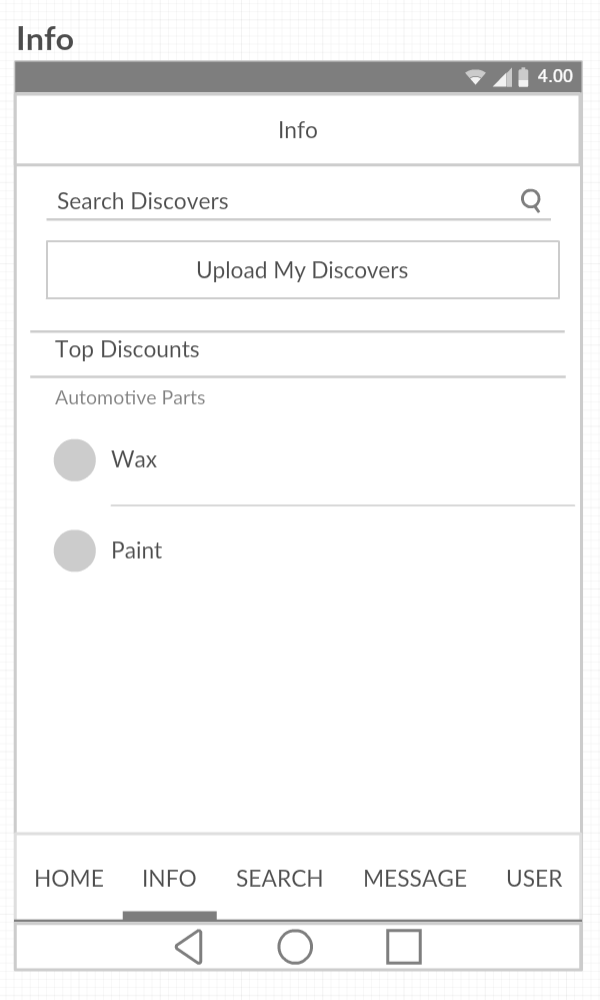 Info
4.00
Info
Search Discovers
Upload My Discovers
Top Discounts
Automotive Parts
Wax
Paint
HOME INFO SEARCH MESSAGE USER